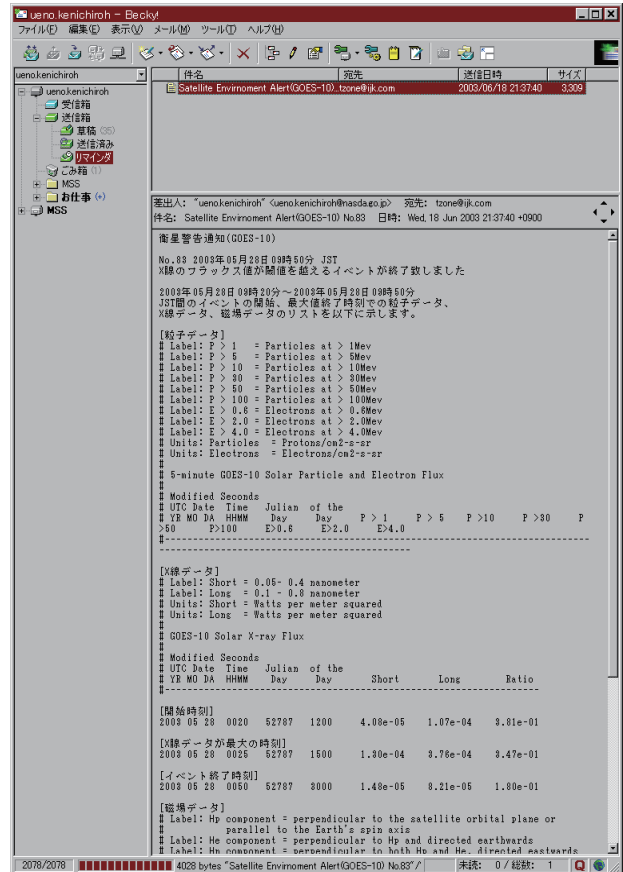 ueno.kenichiroh - Becky!
ファイル(F) 編集(E) 表示(V) メール(M) ツール(T) ヘルプ(H)
ueno.kenichiroh
ueno.kenichiroh
受信箱
送信箱
草稿 (35)
送信済み
リマインダ
ごみ箱 (1)
MSS
お仕事 (+)
MSS
件名 宛先 送信日時 サイズ
Satellite Envirnoment Alert(GOES-10)... tzone@ijk.com 2003/06/18 21:37:40 3,309
差出人: "ueno.kenichiroh" <ueno.kenichiroh@nasda.go.jp> 宛先: tzone@ijk.com
件名: Satellite Envirnoment Alert(GOES-10) No.83 日時: Wed, 18 Jun 2003 21:37:40 +0900
衛星警告通知(GOES-10)
No.83 2003年05月28日 09時50分 JST
X線のフラックス値が閾値を越えるイベントが終了致しました
2003年05月28日 09時20分～2003年05月28日 09時50分
JST間のイベントの開始、最大値終了時刻での粒子データ、
X線データ、磁場データのリストを以下に示します。
[粒子データ]
# Label: P > 1 = Particles at > 1Mev
# Label: P > 5 = Particles at > 5Mev
# Label: P > 10 = Particles at > 10Mev
# Label: P > 30 = Particles at > 30Mev
# Label: P > 50 = Particles at > 50Mev
# Label: P > 100 = Particles at > 100Mev
# Label: E > 0.6 = Electrons at > 0.6Mev
# Label: E > 2.0 = Electrons at > 2.0Mev
# Label: E > 4.0 = Electrons at > 4.0Mev
# Units: Particles = Protons/cm2-s-sr
# Units: Electrons = Electrons/cm2-s-sr
#
# 5-minute GOES-10 Solar Particle and Electron Flux
#
# Modified Seconds
# UTC Date Time Julian of the
# YR MO DA HHMM Day Day P > 1 P > 5 P >10 P >30 P
>50 P>100 E>0.6 E>2.0 E>4.0
#-----------------------------------------------------------------------------
--------------------------------------------
[X線データ]
# Label: Short = 0.05- 0.4 nanometer
# Label: Long = 0.1 - 0.8 nanometer
# Units: Short = Watts per meter squared
# Units: Long = Watts per meter squared
#
# GOES-10 Solar X-ray Flux
#
# Modified Seconds
# UTC Date Time Julian of the
# YR MO DA HHMM Day Day Short Long Ratio
#-------------------------------------------------------------------
[開始時刻]
2003 05 28 0020 52787 1200 4.08e-05 1.07e-04 3.81e-01
[X線データが最大の時刻]
2003 05 28 0025 52787 1500 1.30e-04 3.76e-04 3.47e-01
[イベント終了時刻]
2003 05 28 0050 52787 3000 1.48e-05 8.21e-05 1.80e-01
[磁場データ]
# Label: Hp component = perpendicular to the satellite orbital plane or
# parallel to the Earth's spin axis
# Label: He component = perpendicular to Hp and directed earthwards
# Label: Hn component = perpendicular to both Hp and He, directed eastwards
2078/2078 4028 bytes "Satellite Envirnoment Alert(GOES-10) No.83"/ 未読: 0 / 総数: 1